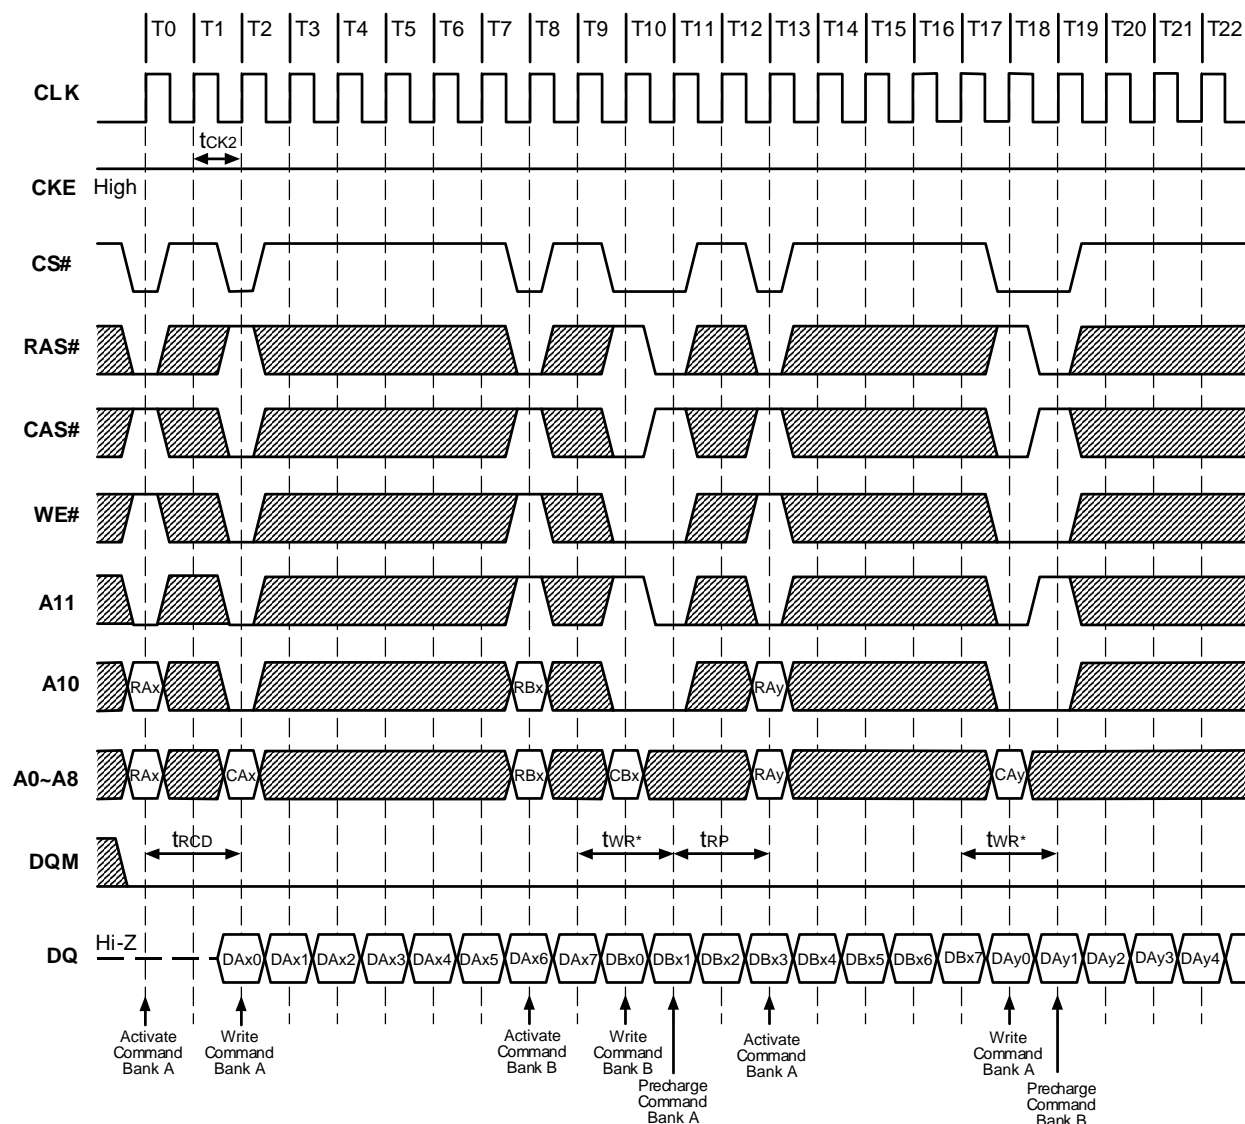 T0 T1 T2 T3 T4 T5 T6 T7 T8 T9 T10 T11 T12 T13 T14 T15 T16 T17 T18 T19 T20 T21 T22
CLK
tCK2
CKE High
CS#
RAS#
CAS#
WE#
A11
A10 RAx RBx RAy
A0~A8 RAx CAx RBx CBx RAy CAy
DQM tRCD tWR* tRP tWR*
DQ Hi-Z DAx0 DAx1 DAx2 DAx3 DAx4 DAx5 DAx6 DAx7 DBx0 DBx1 DBx2 DBx3 DBx4 DBx5 DBx6 DBx7 DAy0 DAy1 DAy2 DAy3 DAy4
Activate
Command
Bank A
Write
Command
Bank A
Activate
Command
Bank B
Write
Command
Bank B
Precharge
Command
Bank A
Activate
Command
Bank A
Write
Command
Bank A
Precharge
Command
Bank B